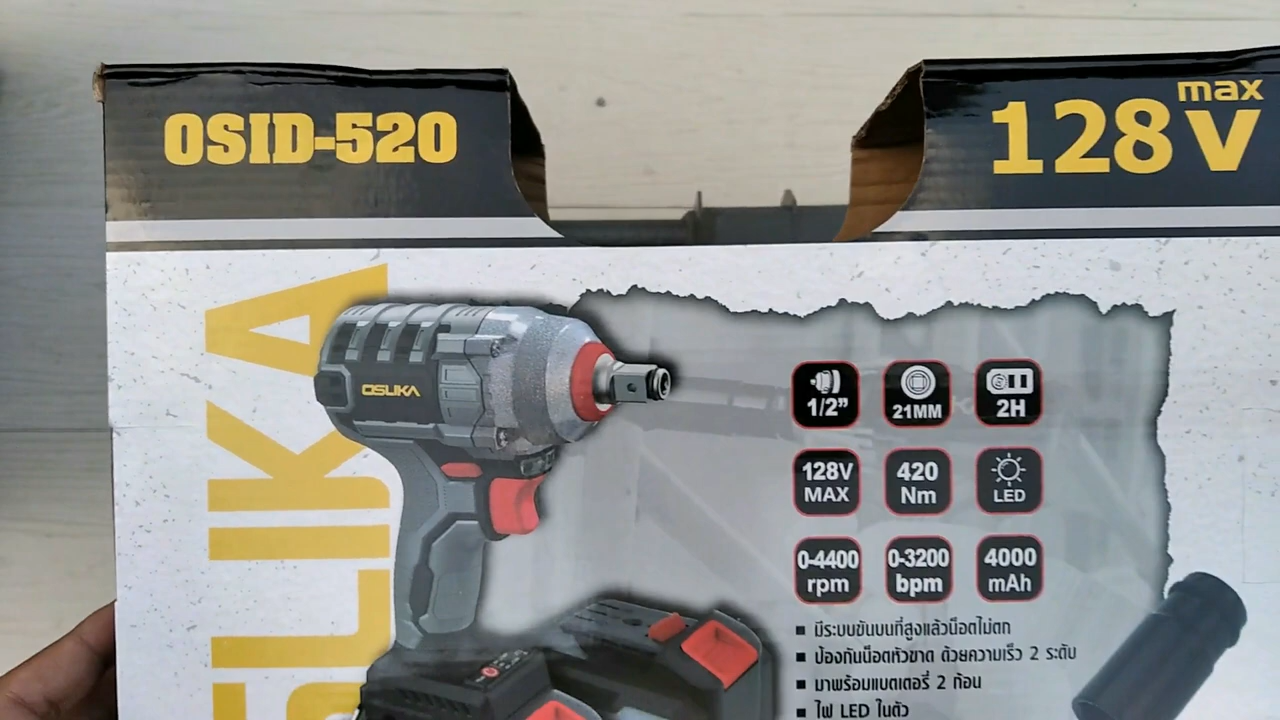 OSID-520
max
128V
OSUKA
OSUKA
1/2”
21MM
2H
128V
MAX
420
Nm
LED
0-4400
rpm
0-3200
bpm
4000
mAh
มีระบบขันบนที่สูงแล้วน็อตไม่ตก
ป้องกันน็อตหัวขาด ด้วยความเร็ว 2 ระดับ
มาพร้อมแบตเตอรี่ 2 ก้อน
ไฟ LED ในตัว